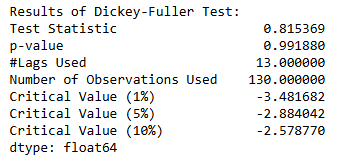 Results of Dickey-Fuller Test:
Test Statistic 0.815369
p-value 0.991880
#Lags Used 13.000000
Number of Observations Used 130.000000
Critical Value (1%) -3.481682
Critical Value (5%) -2.884042
Critical Value (10%) -2.578770
dtype: float64